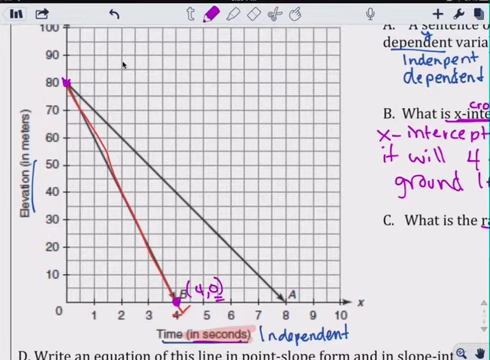 100
90
80
70
60
50
40
30
20
10
0
Elevation (in meters)
B
(4,0)
A
x
1 2 3 4 5 6 7 8 9 10
Time (in seconds) Independent
A. A sentence
y
dependent varia
Indenpent
dependent
B. What is x-inte
cro
x-intercept
it will 4
ground
C. What is the
D. Write an equation of this line in point-slope form and in slope-int